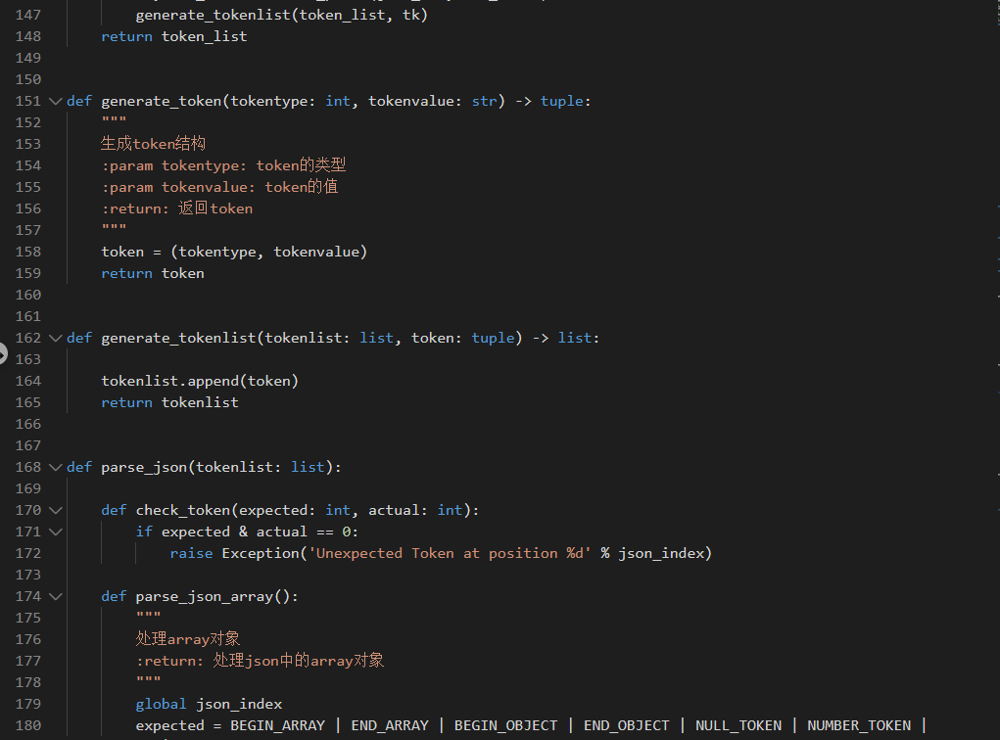 147 generate_tokenlist(token_list, tk)
148 return token_list
149
150
151 def generate_token(tokentype: int, tokenvalue: str) -> tuple:
152 """
153 生成token结构
154 :param tokentype: token的类型
155 :param tokenvalue: token的值
156 :return: 返回token
157 """
158 token = (tokentype, tokenvalue)
159 return token
160
161
162 def generate_tokenlist(tokenlist: list, token: tuple) -> list:
163
164 tokenlist.append(token)
165 return tokenlist
166
167
168 def parse_json(tokenlist: list):
169
170 def check_token(expected: int, actual: int):
171 if expected & actual == 0:
172 raise Exception('Unexpected Token at position %d' % json_index)
173
174 def parse_json_array():
175 """
176 处理array对象
177 :return: 处理json中的array对象
178 """
179 global json_index
180 expected = BEGIN_ARRAY | END_ARRAY | BEGIN_OBJECT | END_OBJECT | NULL_TOKEN | NUMBER_TOKEN |